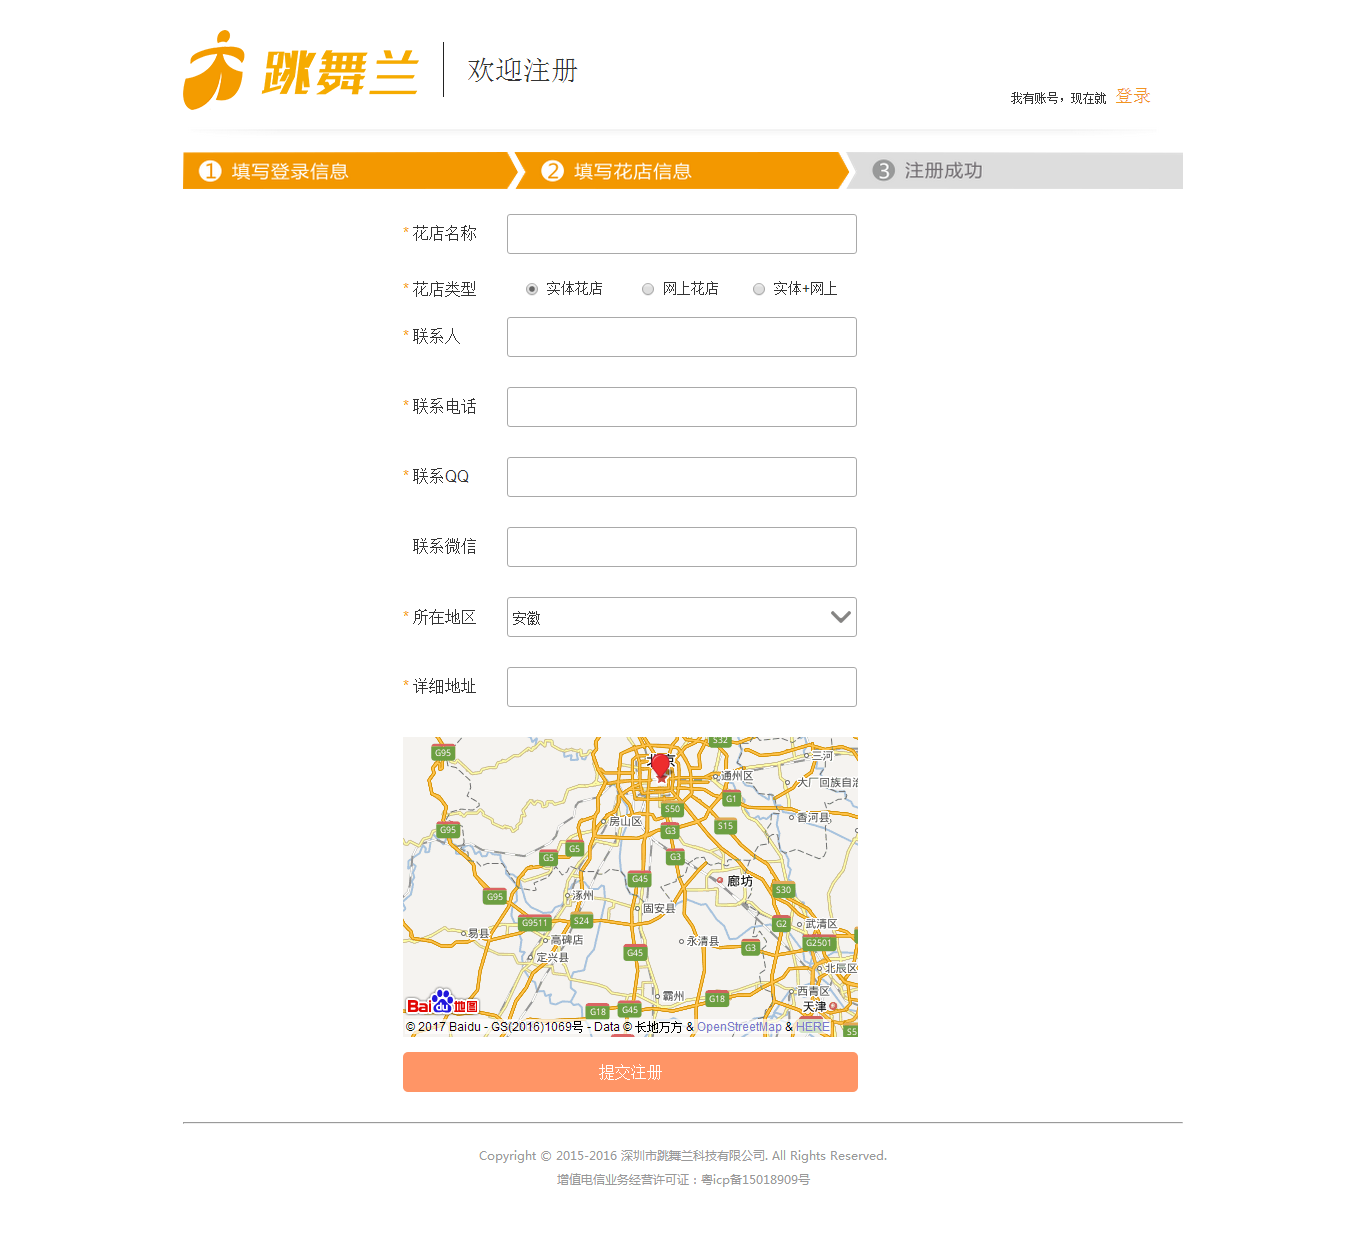 跳舞兰
欢迎注册
我有账号，现在就 登录
1 填写登录信息
2 填写花店信息
3 注册成功
* 花店名称
* 花店类型 实体花店 网上花店 实体+网上
* 联系人
* 联系电话
* 联系QQ
联系微信
* 所在地区 安徽
* 详细地址
G95
S32
三河
通州区
大厂回族自治
G1
S50
香河县
房山区
G3
S15
G95
G5
G5
G3
G45
廊坊
S30
G95
涿州
固安县
G9511
S24
G2
武清区
易县
高碑店
永清县
G3
G2501
定兴县
G45
北辰区
霸州
G18
西青区
天津
G18
G45
S5
Bai du 地图
© 2017 Baidu - GS(2016)1069号 - Data © 长地万方 & OpenStreetMap & HERE
提交注册
Copyright © 2015-2016 深圳市跳舞兰科技有限公司. All Rights Reserved.
增值电信业务经营许可证：粤icp备15018909号